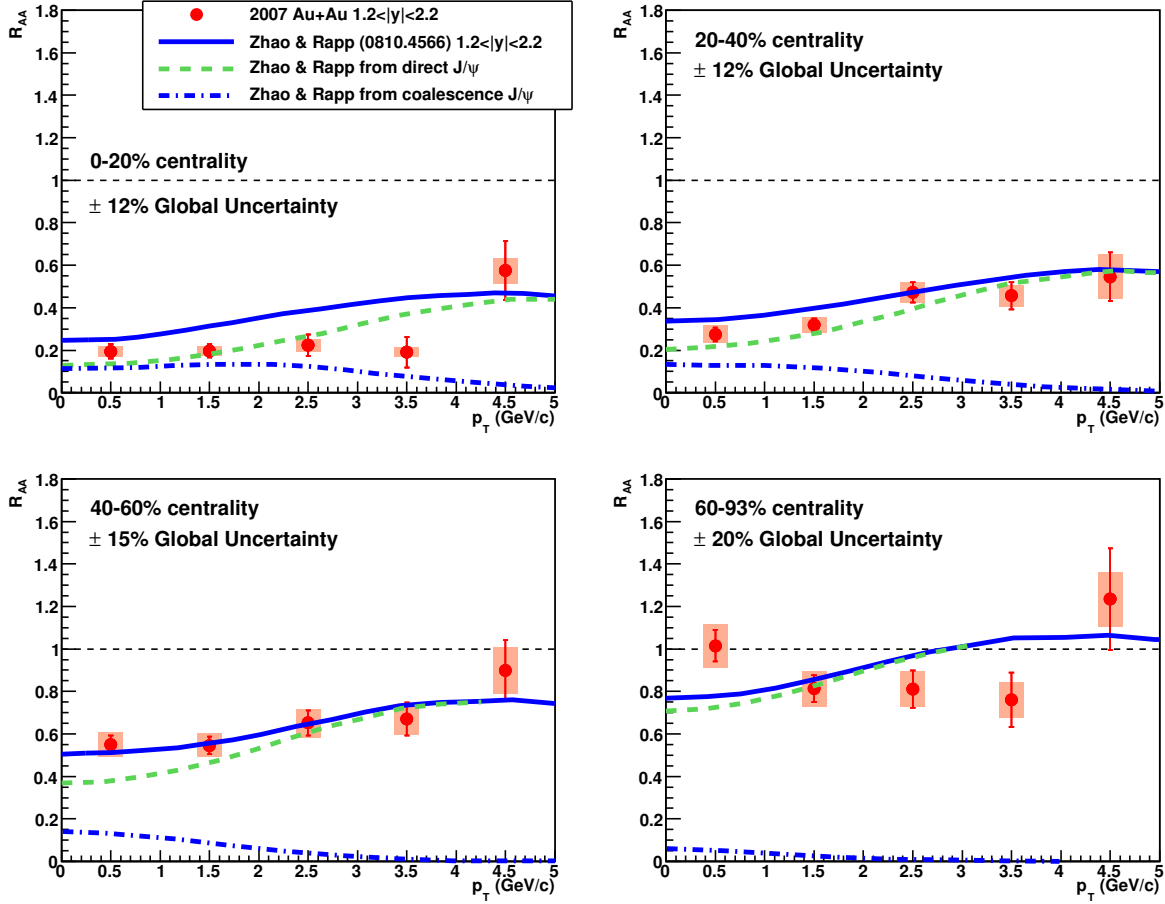 R_AA
1.8
1.6
1.4
1.2
1
0.8
0.6
0.4
0.2
0
2007 Au+Au 1.2<|y|<2.2
Zhao & Rapp (0810.4566) 1.2<|y|<2.2
Zhao & Rapp from direct J/ψ
Zhao & Rapp from coalescence J/ψ
0-20% centrality
± 12% Global Uncertainty
0 0.5 1 1.5 2 2.5 3 3.5 4 4.5 5
p_T (GeV/c)
R_AA
1.8
1.6
1.4
1.2
1
0.8
0.6
0.4
0.2
0
20-40% centrality
± 12% Global Uncertainty
0 0.5 1 1.5 2 2.5 3 3.5 4 4.5 5
p_T (GeV/c)
R_AA
1.8
1.6
1.4
1.2
1
0.8
0.6
0.4
0.2
0
40-60% centrality
± 15% Global Uncertainty
0 0.5 1 1.5 2 2.5 3 3.5 4 4.5 5
p_T (GeV/c)
R_AA
1.8
1.6
1.4
1.2
1
0.8
0.6
0.4
0.2
0
60-93% centrality
± 20% Global Uncertainty
0 0.5 1 1.5 2 2.5 3 3.5 4 4.5 5
p_T (GeV/c)